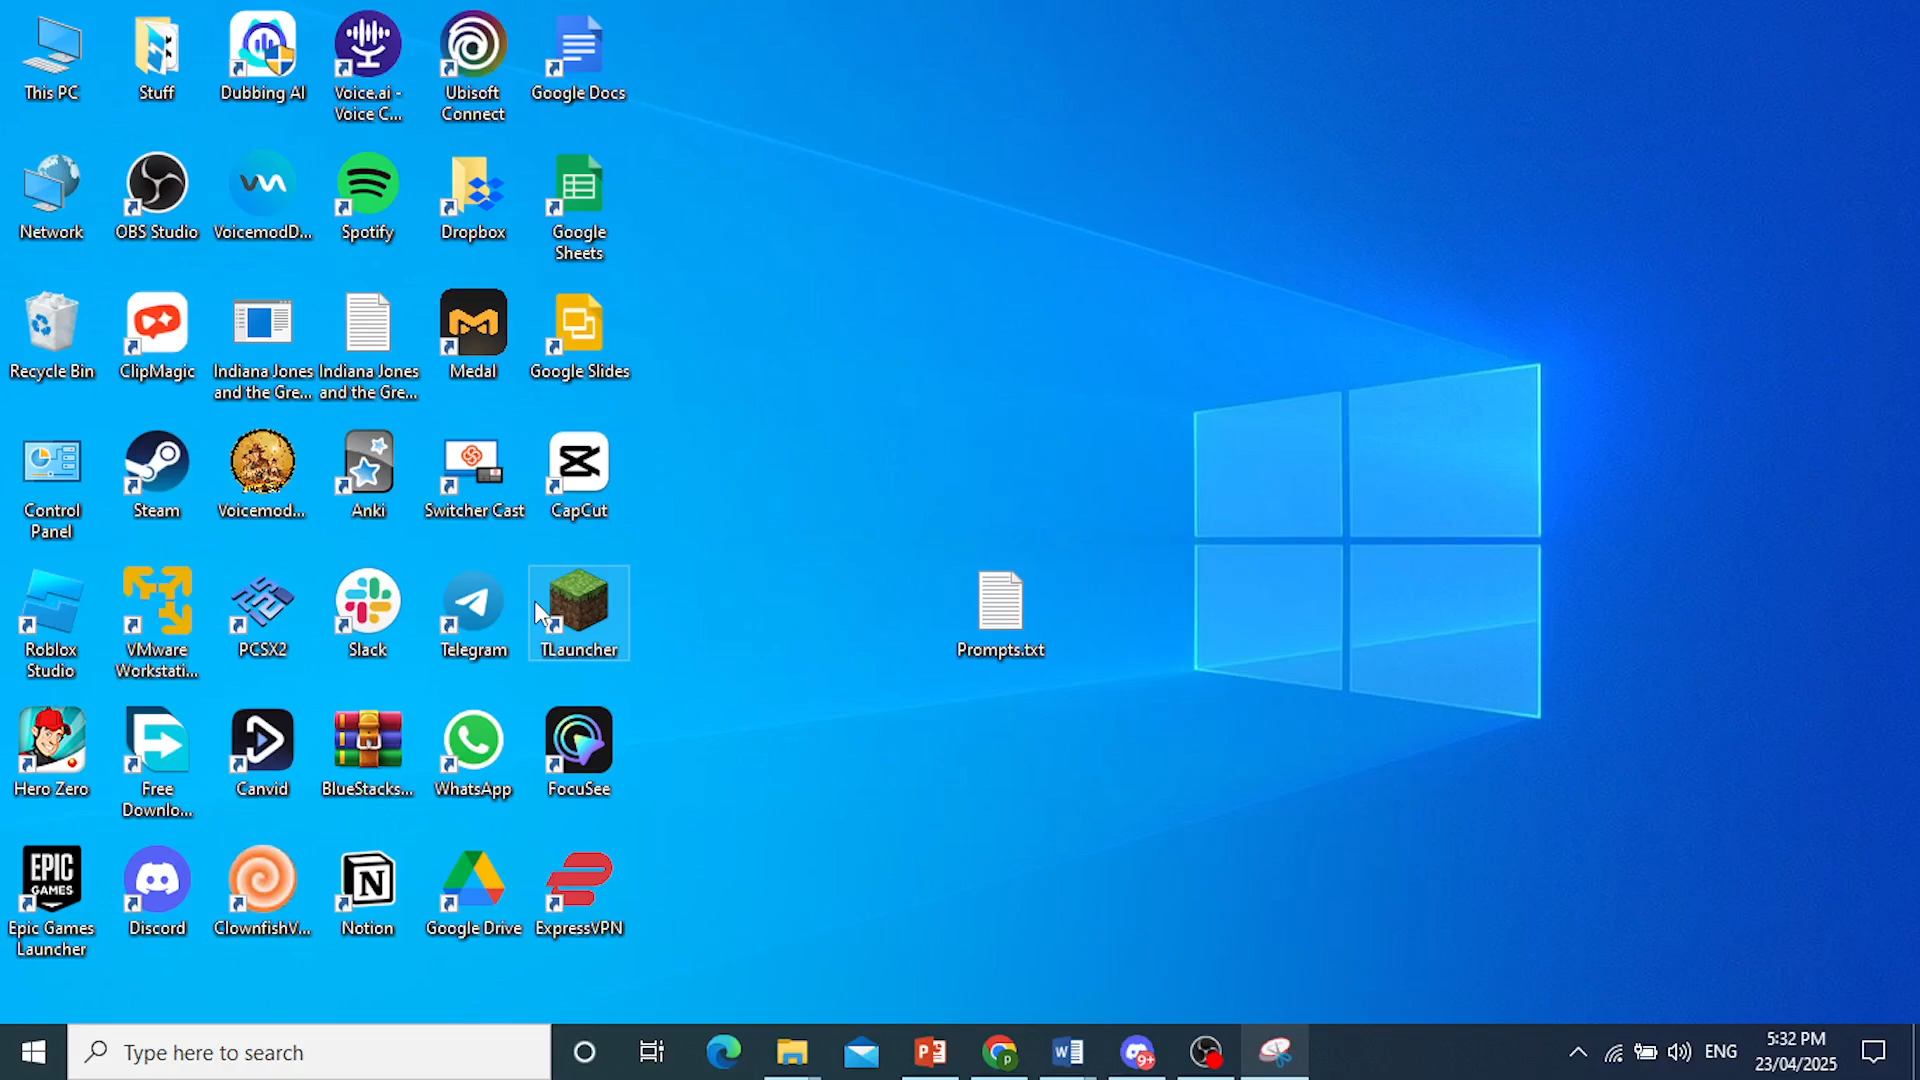 This PC
Stuff
Dubbing AI
Voice.ai -
Voice C...
Ubisoft
Connect
Google Docs
Network
OBS Studio
VoicemodD...
Spotify
Dropbox
Google
Sheets
Recycle Bin
ClipMagic
Indiana Jones
and the Gre...
Indiana Jones
and the Gre...
Medal
Google Slides
Control
Panel
Steam
Voicemod...
Anki
Switcher Cast
CapCut
Roblox
Studio
VMware
Workstati...
PCSX2
Slack
Telegram
TLauncher
Prompts.txt
Hero Zero
Free
Downlo...
Canvid
BlueStacks...
WhatsApp
FocuSee
EPIC
GAMES
Epic Games
Launcher
Discord
ClownfishV...
Notion
Google Drive
ExpressVPN
Type here to search
9+
ENG
5:32 PM
23/04/2025